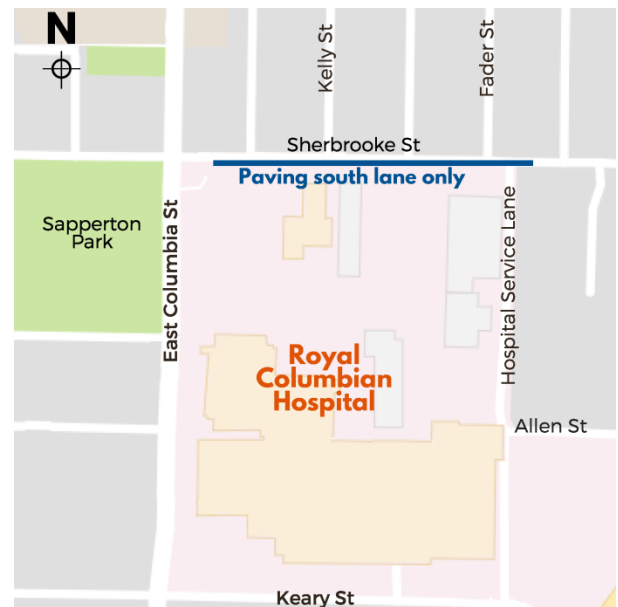 N
Kelly St
Fader St
Sherbrooke St
Paving south lane only
Sapperton
Park
East Columbia St
Hospital Service Lane
Royal
Columbian
Hospital
Allen St
Keary St